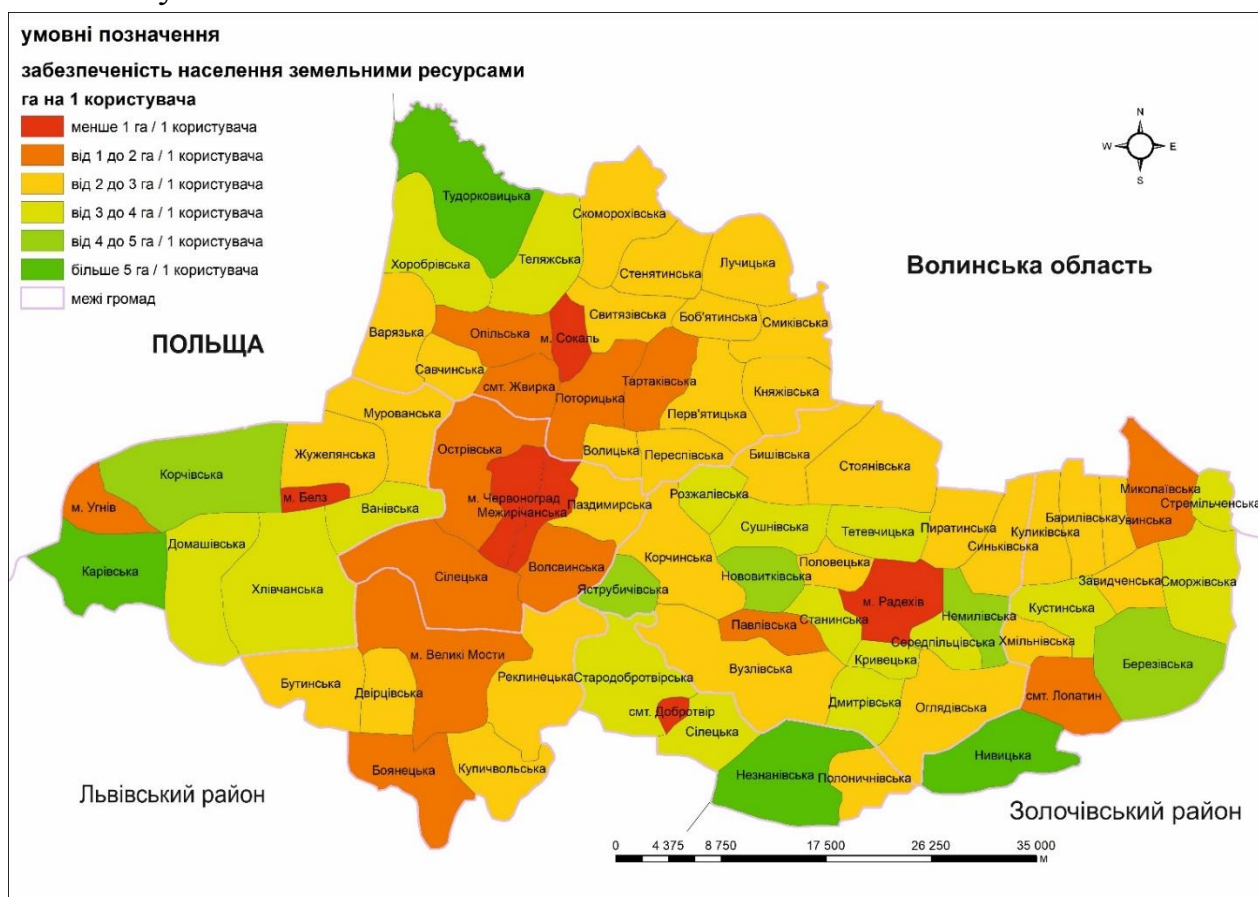 умовні позначення
забезпеченість населення земельними ресурсами
га на 1 користувача
менше 1 га / 1 користувача
від 1 до 2 га / 1 користувача
від 2 до 3 га / 1 користувача
від 3 до 4 га / 1 користувача
від 4 до 5 га / 1 користувача
більше 5 га / 1 користувача
межі громад
N
W E
S
ПОЛЬЩА
Волинська область
Львівський район
Золочівський район
Тудорковицька
Скоморохівська
Хоробрівська
Теляжська
Стенятинська
Лучицька
Варязька
Опільська
м. Сокаль
Свитязівська
Боб'ятинська
Смиківська
Савчинська
смт. Жвирка
Поторицька
Тартаківська
Княжівська
Перв'ятицька
Мурованська
Острівська
Волицька
Переспівська
Бишівська
Стоянівська
Жужелянська
Корчівська
м. Белз
м. Угнів
Ванівська
м. Червоноград
Межирічанська
Паздимирська
Розжалівська
Миколаївська
Стремільченська
Барилівська
Увинська
Куликівська
Пиратинська
Синьківська
Сушнівська
Тетевчицька
Домашівська
Карівська
Хлівчанська
Сілецька
Волсвинська
Корчинська
Яструбичівська
Нововитківська
Половецька
м. Радехів
Немилівська
Завидченська
Сморжівська
Кустинська
Павлівська
Станинська
Середпільцівська
Хмільнівська
Березівська
м. Великі Мости
Бутинська
Двірцівська
Реклинецька
Стародобротвірська
Вузлівська
Кривецька
Дмитрівська
Оглядівська
смт. Лопатин
смт. Добротвір
Сілецька
Боянецька
Купичвольська
Незнанівська
Полоничнівська
Нивицька
0 4 375 8 750 17 500 26 250 35 000
м